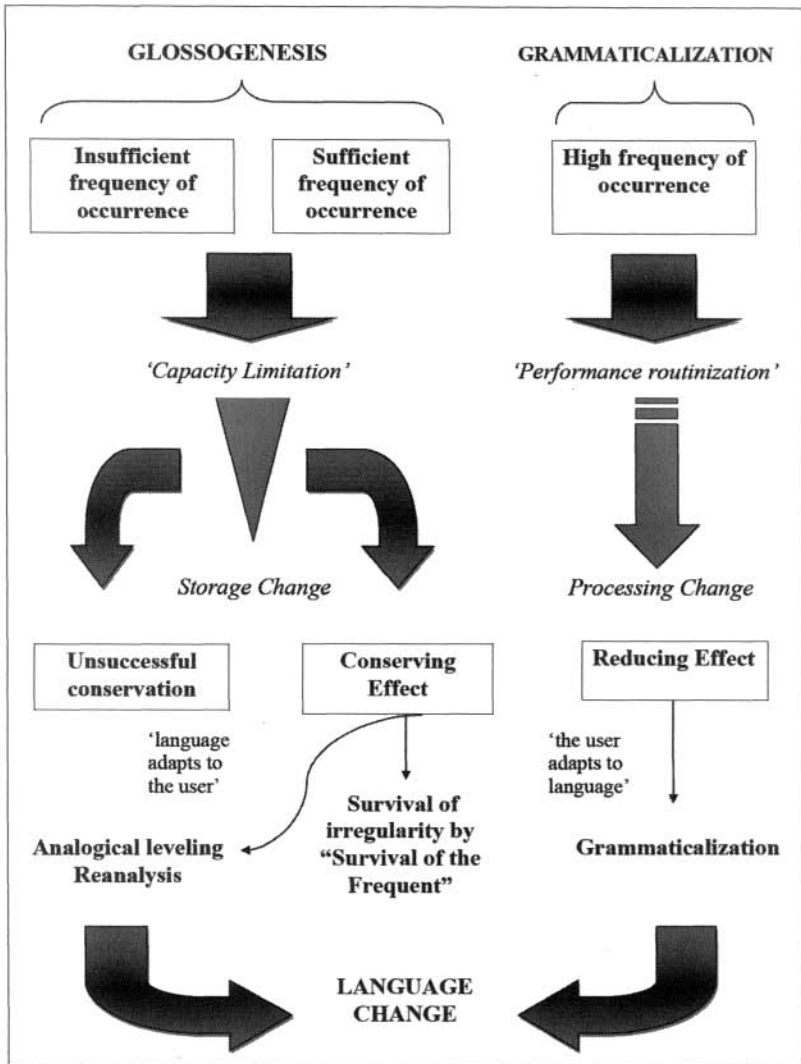 GLOSSOGENESIS
GRAMMATICALIZATION
Insufficient
frequency of
occurrence
Sufficient
frequency of
occurrence
High frequency of
occurrence
‘Capacity Limitation’
‘Performance routinization’
Storage Change
Processing Change
Unsuccessful
conservation
Conserving
Effect
Reducing Effect
‘language
adapts to
the user’
‘the user
adapts to
language’
Survival of
irregularity by
“Survival of the
Frequent”
Analogical leveling
Reanalysis
Grammaticalization
LANGUAGE
CHANGE